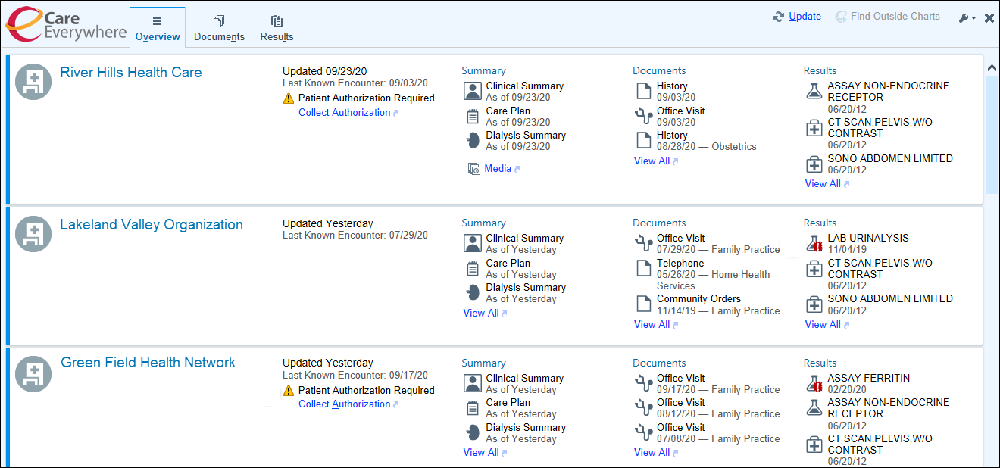 Care
Everywhere
Overview
Documents
Results
Update
Find Outside Charts
River Hills Health Care
Updated 09/23/20
Last Known Encounter: 09/03/20
Patient Authorization Required
Collect Authorization
Summary
Clinical Summary
As of 09/23/20
Care Plan
As of 09/23/20
Dialysis Summary
As of 09/23/20
Media
Documents
History
09/03/20
Office Visit
09/03/20
History
08/28/20 — Obstetrics
View All
Results
ASSAY NON-ENDOCRINE
RECEPTOR
06/20/12
CT SCAN,PELVIS,W/O
CONTRAST
06/20/12
SONO ABDOMEN LIMITED
06/20/12
View All
Lakeland Valley Organization
Updated Yesterday
Last Known Encounter: 07/29/20
Summary
Clinical Summary
As of Yesterday
Care Plan
As of Yesterday
Dialysis Summary
As of Yesterday
View All
Documents
Office Visit
07/29/20 — Family Practice
Telephone
05/26/20 — Home Health
Services
Community Orders
11/14/19 — Family Practice
View All
Results
LAB URINALYSIS
11/04/19
CT SCAN,PELVIS,W/O
CONTRAST
06/20/12
SONO ABDOMEN LIMITED
06/20/12
View All
Green Field Health Network
Updated Yesterday
Last Known Encounter: 09/17/20
Patient Authorization Required
Collect Authorization
Summary
Clinical Summary
As of Yesterday
Care Plan
As of Yesterday
Dialysis Summary
As of Yesterday
View All
Documents
Office Visit
09/17/20 — Family Practice
Office Visit
08/12/20 — Family Practice
Office Visit
07/08/20 — Family Practice
View All
Results
ASSAY FERRITIN
02/20/20
ASSAY NON-ENDOCRINE
RECEPTOR
06/20/12
CT SCAN,PELVIS,W/O
CONTRAST
06/20/12